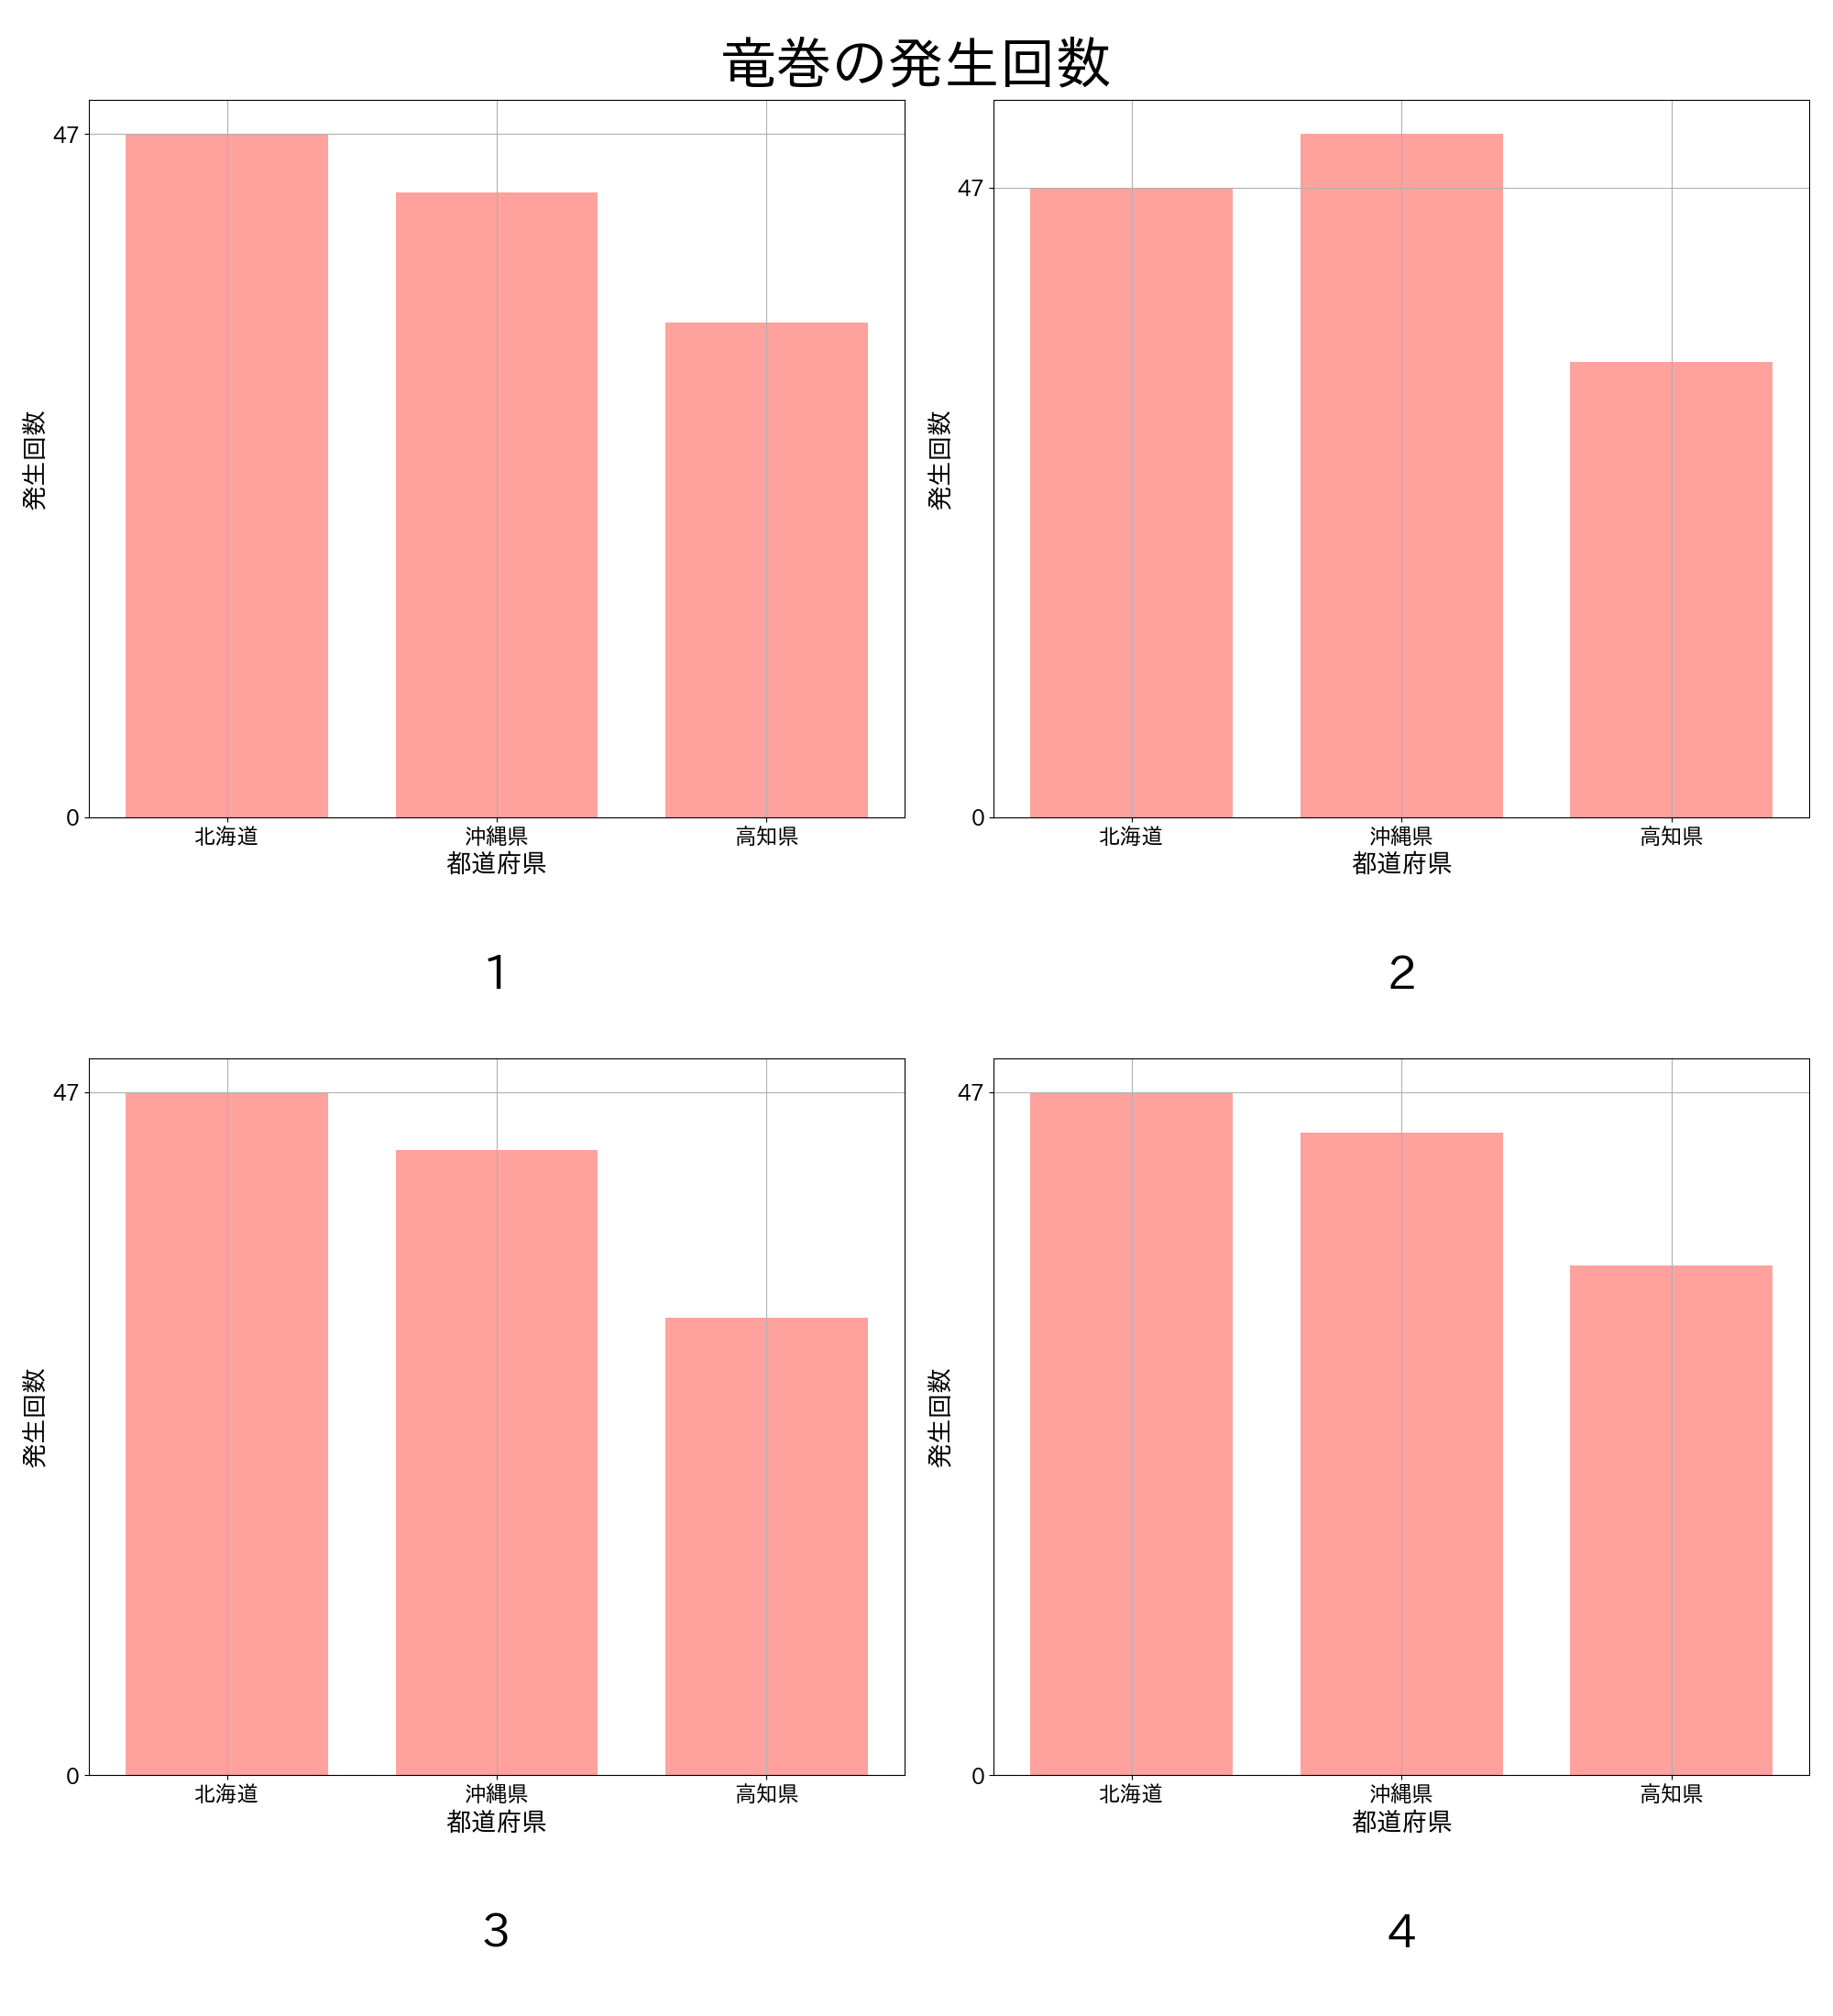 竜巻の発生回数
47
0
発生回数
北海道 沖縄県 高知県
都道府県
1
47
0
発生回数
北海道 沖縄県 高知県
都道府県
2
47
0
発生回数
北海道 沖縄県 高知県
都道府県
3
47
0
発生回数
北海道 沖縄県 高知県
都道府県
4